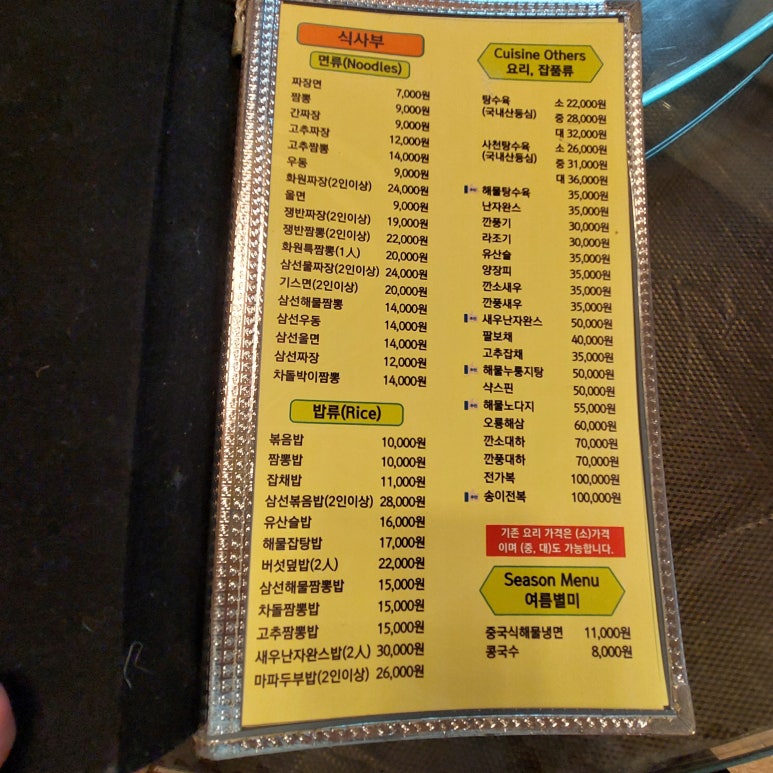 식사부
면류(Noodles)
짜장면 7,000원
짬뽕 9,000원
간짜장 9,000원
고추짜장 12,000원
고추짬뽕 14,000원
우동 9,000원
화원짜장(2인이상) 24,000원
울면 9,000원
쟁반짜장(2인이상) 19,000원
쟁반짬뽕(2인이상) 22,000원
화원특짬뽕(1人) 20,000원
삼선물짜장(2인이상) 24,000원
기스면(2인이상) 20,000원
삼선해물짬뽕 14,000원
삼선우동 14,000원
삼선울면 14,000원
삼선짜장 12,000원
차돌박이짬뽕 14,000원
밥류(Rice)
볶음밥 10,000원
짬뽕밥 10,000원
잡채밥 11,000원
삼선볶음밥(2인이상) 28,000원
유산슬밥 16,000원
해물잡탕밥 17,000원
버섯덮밥(2人) 22,000원
삼선해물짬뽕밥 15,000원
차돌짬뽕밥 15,000원
고추짬뽕밥 15,000원
새우난자완스밥(2人) 30,000원
마파두부밥(2인이상) 26,000원
Cuisine Others
요리, 잡품류
탕수육 소 22,000원
(국내산등심) 중 28,000원
대 32,000원
사천탕수육 소 26,000원
(국내산등심) 중 31,000원
대 36,000원
해물탕수육 35,000원
난자완스 35,000원
깐풍기 30,000원
라조기 30,000원
유산슬 35,000원
양장피 35,000원
깐소새우 35,000원
깐풍새우 35,000원
새우난자완스 50,000원
팔보채 40,000원
고추잡채 35,000원
해물누룽지탕 50,000원
샥스핀 50,000원
해물노다지 55,000원
오룡해삼 60,000원
깐소대하 70,000원
깐풍대하 70,000원
전가복 100,000원
송이전복 100,000원
기존 요리 가격은 (소)가격
이며 (중, 대)도 가능합니다.
Season Menu
여름별미
중국식해물냉면 11,000원
콩국수 8,000원